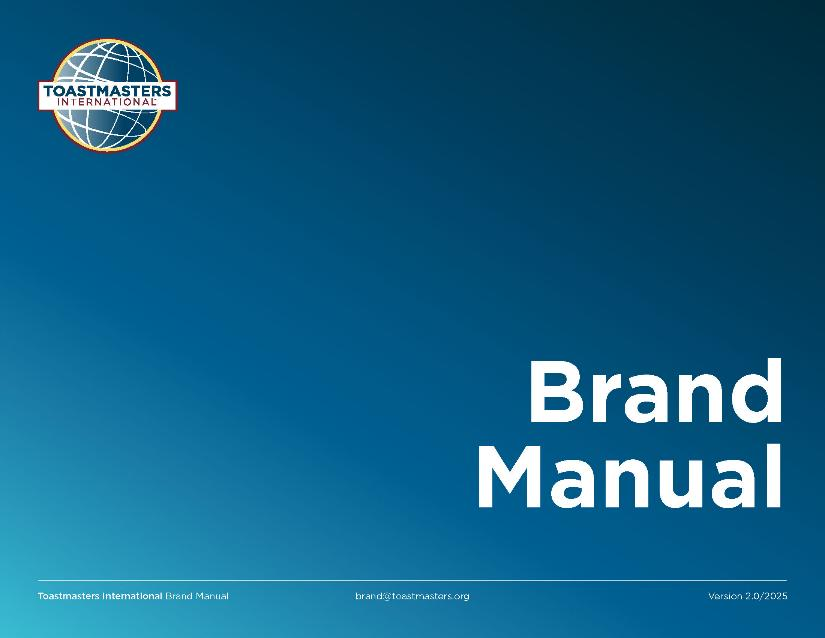 TOASTMASTERS
INTERNATIONAL
Brand
Manual
Toastmasters International Brand Manual
brand@toastmasters.org
Version 2.0/2025